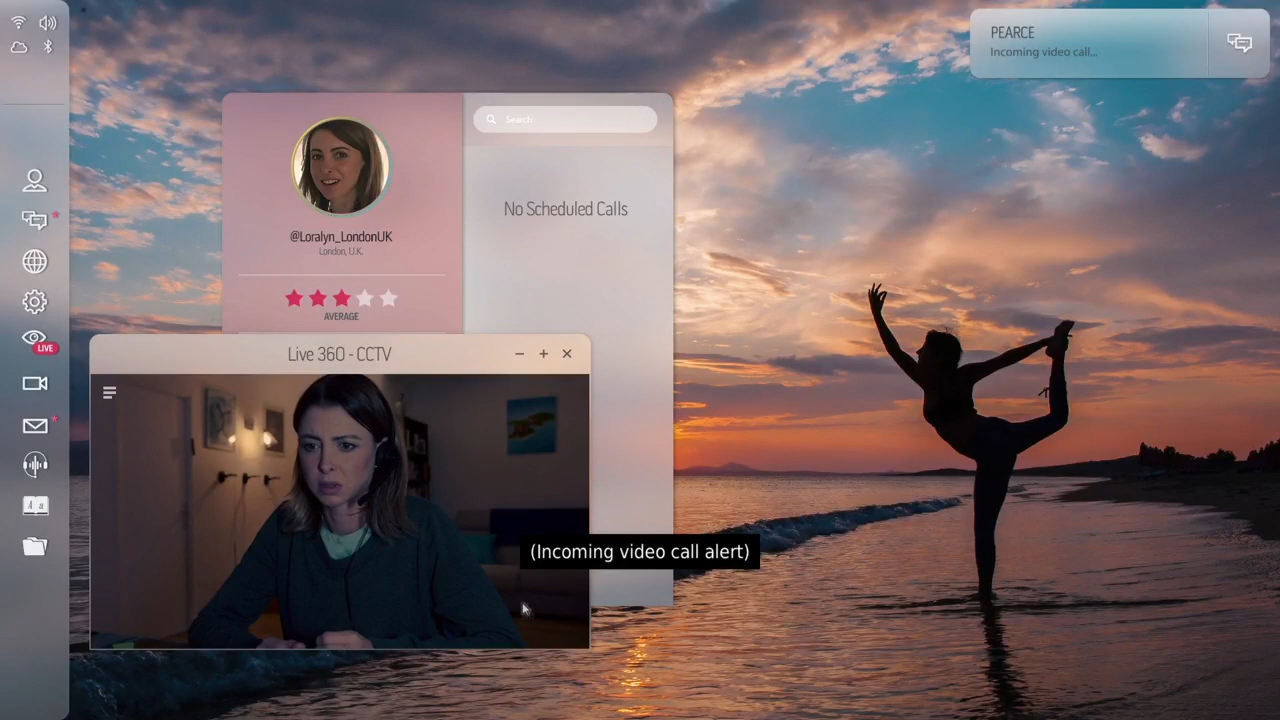 PEARCE
Incoming video call...
Search
No Scheduled Calls
@Loralyn_LondonUK
London, U.K.
AVERAGE
LIVE
Live 360 - CCTV
A a
(Incoming video call alert)